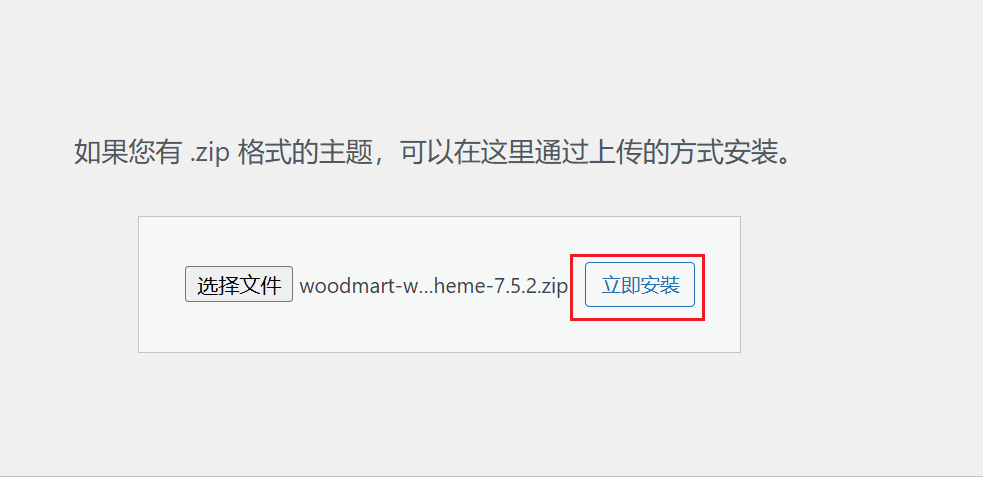 如果您有 .zip 格式的主题，可以在这里通过上传的方式安装。
选择文件 woodmart-w...heme-7.5.2.zip 立即安装